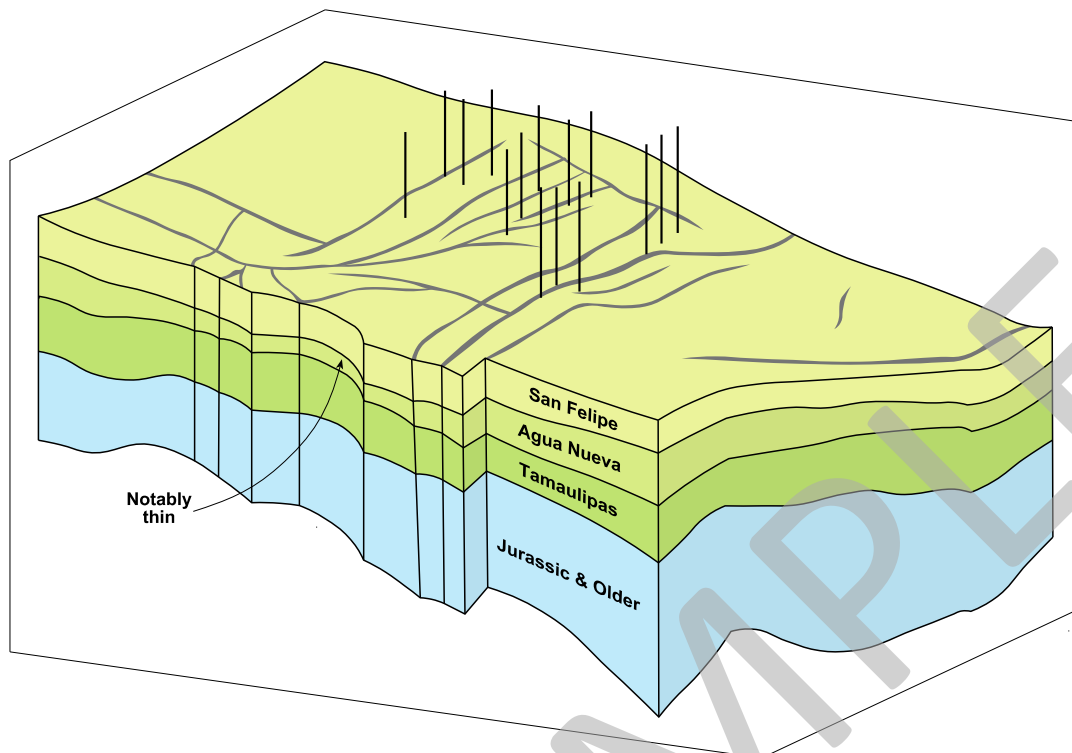 San Felipe
Agua Nueva
Tamaulipas
Jurassic & Older
Notably
thin